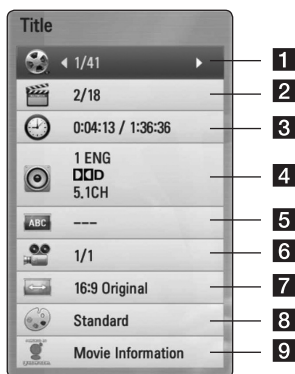 Title
1/41 1
2/18 2
0:04:13 / 1:36:36 3
1 ENG
DD D
5.1CH 4
ABC --- 5
1/1 6
16:9 Original 7
Standard 8
Movie Information 9